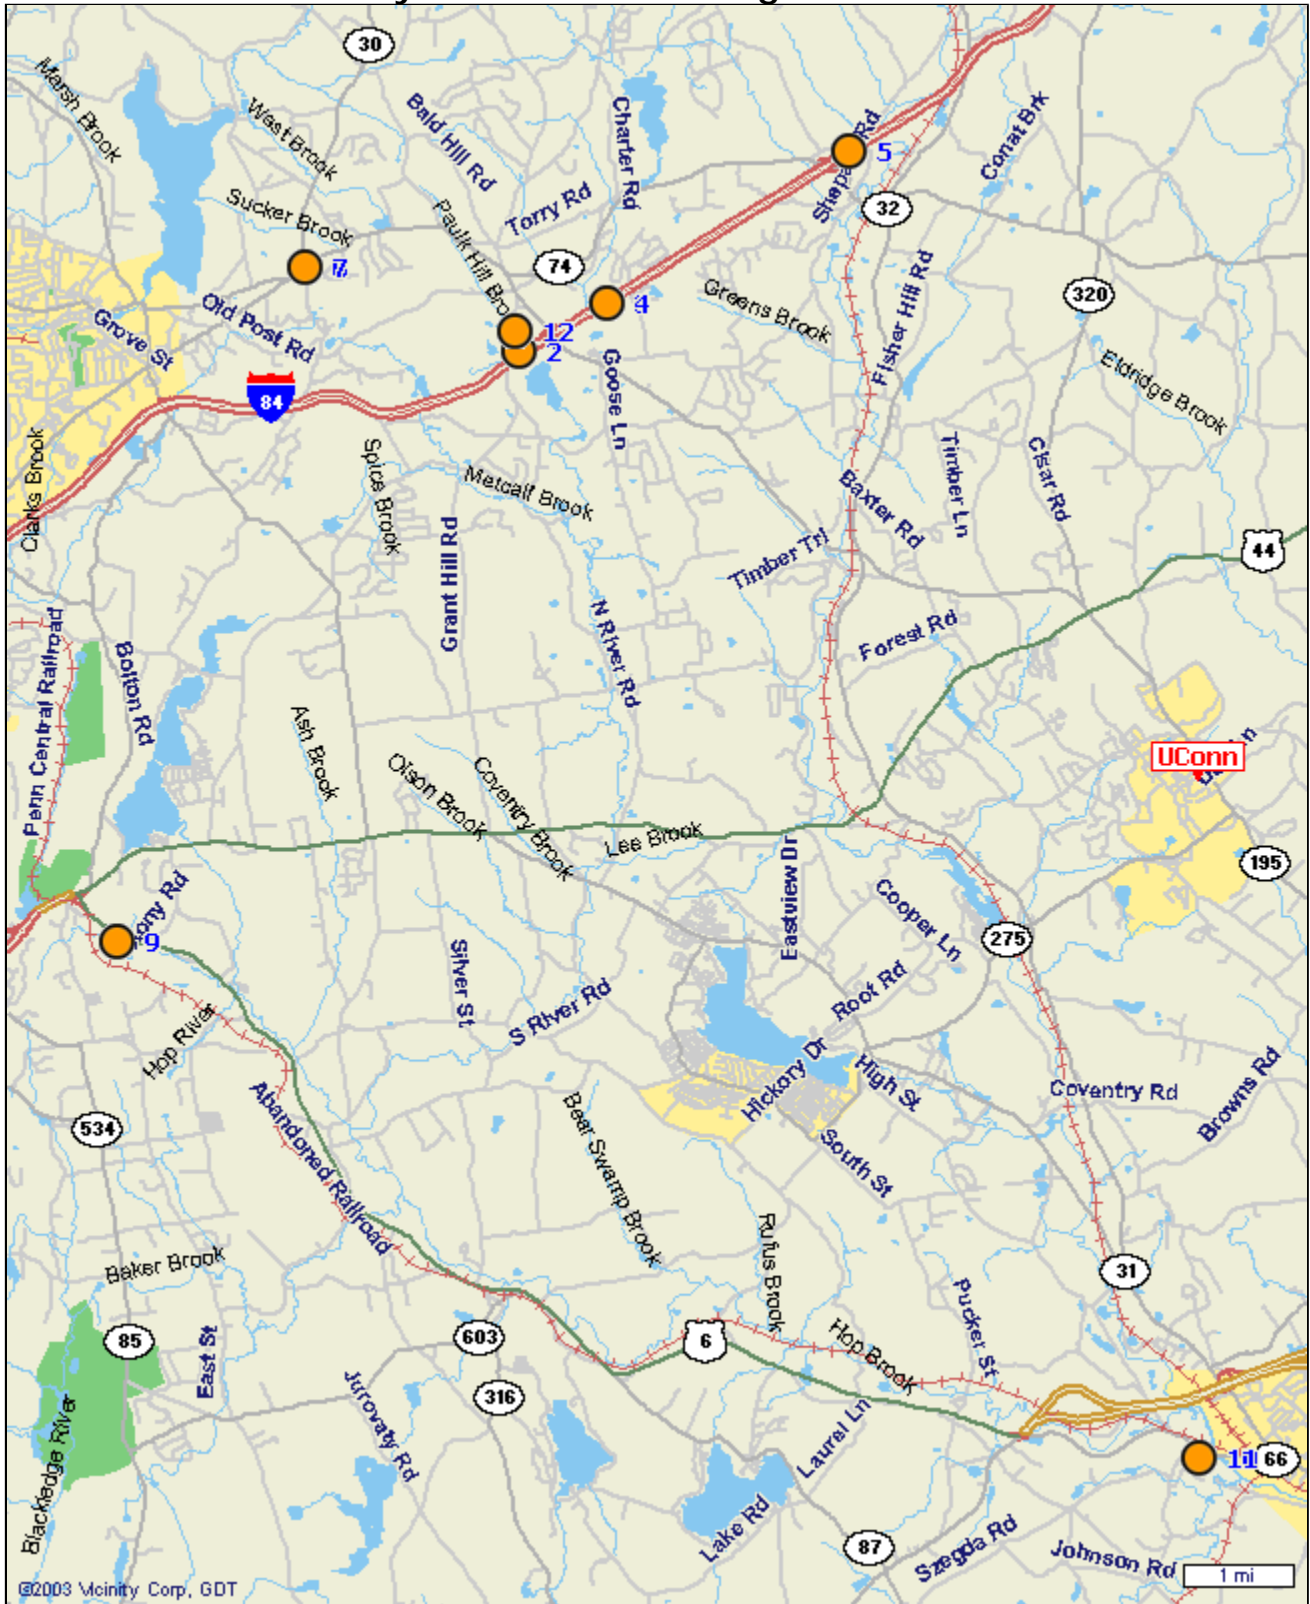 30
Marsh Brook
West Brook
Bald Hill Rd
Charter Rd
Conat Brk
5
Sucker Brook
Torry Rd
32
Paulk Hill
74
7
320
Greens Brook
Fisher Hill Rd
Old Post Rd
4
Grove St
12
2
Goose Ln
Eldridge Brook
84
Clarks Brook
Spice Brook
Metcalf Brook
Timber Ln
Cisar Rd
Baxter Rd
44
Timber Trl
Grant Hill Rd
N River Rd
Forest Rd
Penn Central Railroad
Bolton Rd
Ash Brook
UConn
Ln
Olson Brook
Coventry Brook
Lee Brook
195
Eastview Dr
Cooper Ln
Rd
9
Silver St
275
S River Rd
Root Rd
Hop River
Hickory Dr
High St
Coventry Rd
Browns Rd
534
Abandoned Railroad
Bear Swamp Brook
South St
Baker Brook
Rufus Brook
31
85
East St
603
6
Hop Brook
Pucker St
316
Jurovaty Rd
Laurel Ln
Blackledge River
11
66
Lake Rd
87
Szegda Rd
Johnson Rd
1 mi
©2003 Vicinity Corp, GDT